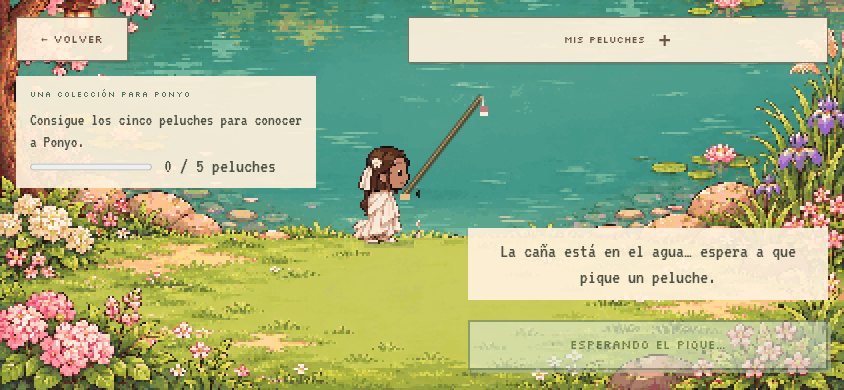 ← VOLVER
MIS PELUCHES +
UNA COLECCIÓN PARA PONYO
Consigue los cinco peluches para conocer
a Ponyo.
0 / 5 peluches
La caña está en el agua… espera a que
pique un peluche.
ESPERANDO EL PIQUE…